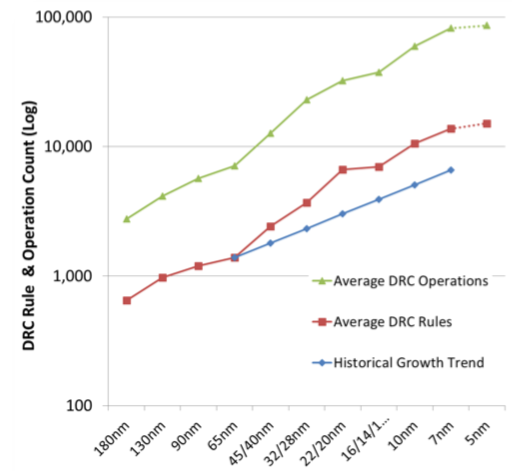 100,000
10,000
1,000
100
DRC Rule & Operation Count (Log)
Average DRC Operations
Average DRC Rules
Historical Growth Trend
180nm
130nm
90nm
65nm
45/40nm
32/28nm
22/20nm
16/14/1...
10nm
7nm
5nm